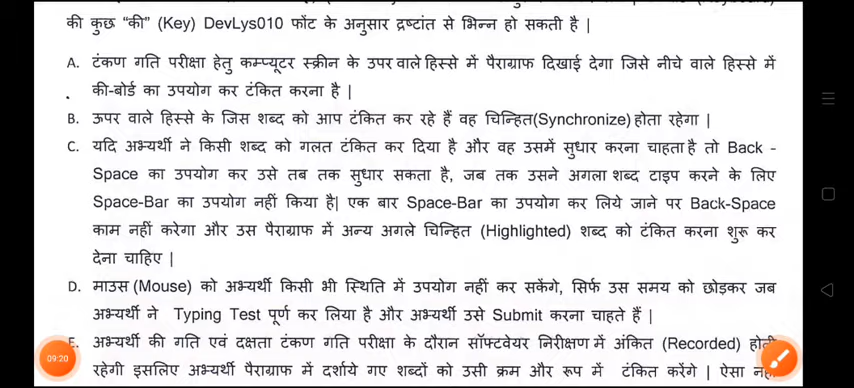 की कुछ "की" (Key) DevLys010 फोंट के अनुसार द्रष्टांत से भिन्न हो सकती है |
A. टंकण गति परीक्षा हेतु कम्प्यूटर स्क्रीन के उपर वाले हिस्से में पैराग्राफ दिखाई देगा जिसे नीचे वाले हिस्से में
की-बोर्ड का उपयोग कर टंकित करना है |
B. ऊपर वाले हिस्से के जिस शब्द को आप टंकित कर रहे हैं वह चिन्हित(Synchronize) होता रहेगा |
C. यदि अभ्यर्थी ने किसी शब्द को गलत टंकित कर दिया है और वह उसमें सुधार करना चाहता है तो Back -
Space का उपयोग कर उसे तब तक सुधार सकता है, जब तक उसने अगला शब्द टाइप करने के लिए
Space-Bar का उपयोग नहीं किया है| एक बार Space-Bar का उपयोग कर लिये जाने पर Back-Space
काम नहीं करेगा और उस पैराग्राफ में अन्य अगले चिन्हित (Highlighted) शब्द को टंकित करना शुरू कर
देना चाहिए |
D. माउस (Mouse) को अभ्यर्थी किसी भी स्थिति में उपयोग नहीं कर सकेंगे, सिर्फ उस समय को छोड़कर जब
अभ्यर्थी ने Typing Test पूर्ण कर लिया है और अभ्यर्थी उसे Submit करना चाहते हैं |
E. अभ्यर्थी की गति एवं दक्षता टंकण गति परीक्षा के दौरान सॉफ्टवेयर निरीक्षण में अंकित (Recorded) होती
रहेगी इसलिए अभ्यर्थी पैराग्राफ में दर्शाये गए शब्दों को उसी क्रम और रूप में टंकित करेंगे | ऐसा नहीं
09:20